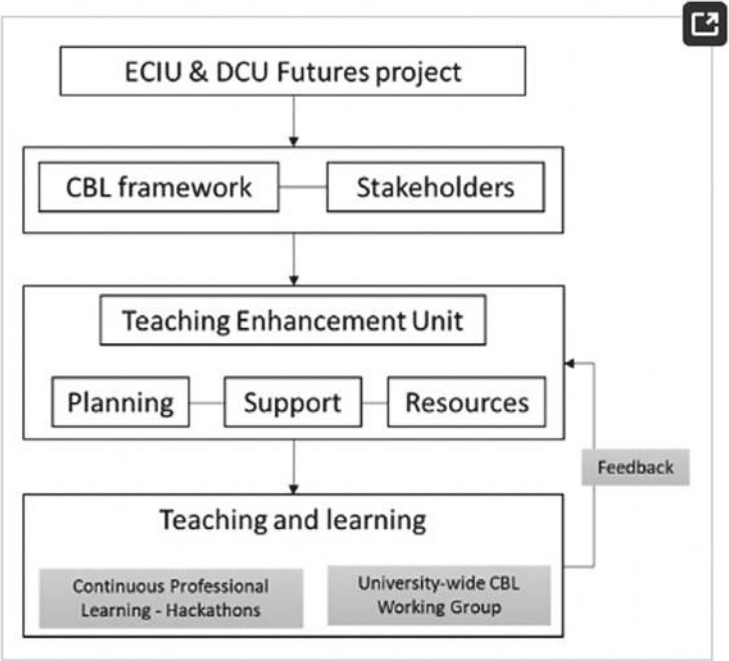 ECIU & DCU Futures project
CBL framework
Stakeholders
Teaching Enhancement Unit
Planning
Support
Resources
Feedback
Teaching and learning
Continuous Professional
Learning - Hackathons
University-wide CBL
Working Group